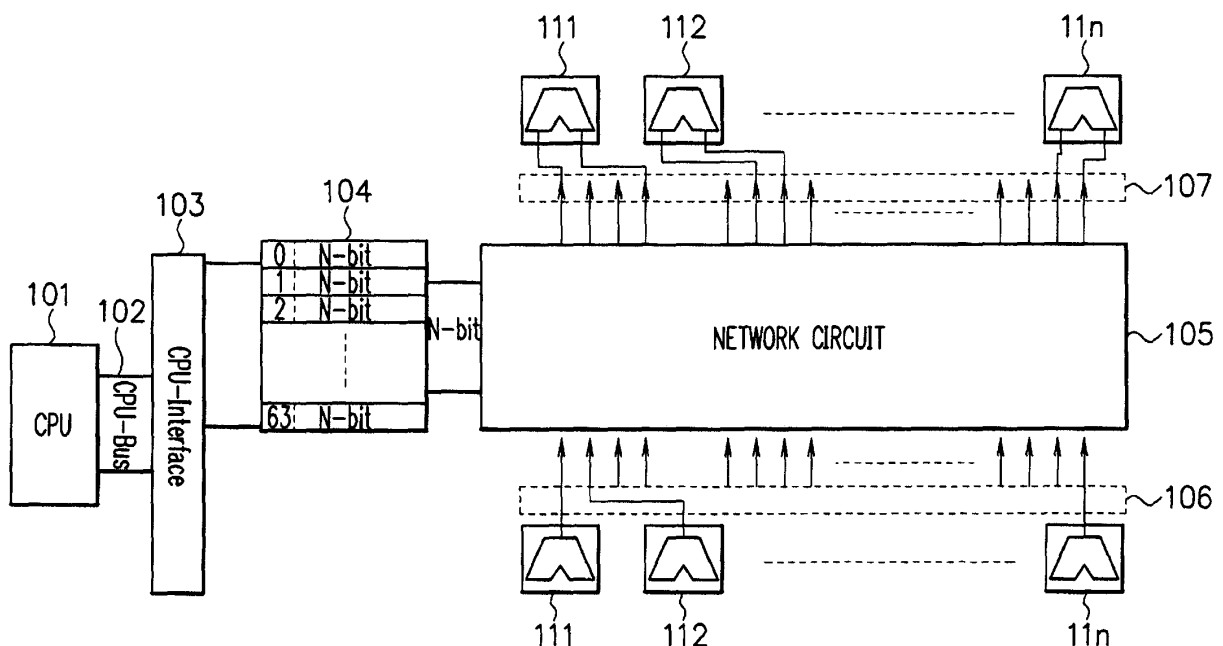 111
112
11n
107
103
104
0 N-bit
1 N-bit
2 N-bit
63 N-bit
101
102
CPU
CPU-Bus
CPU-Interface
N-bit
NETWORK CIRCUIT
105
106
111
112
11n